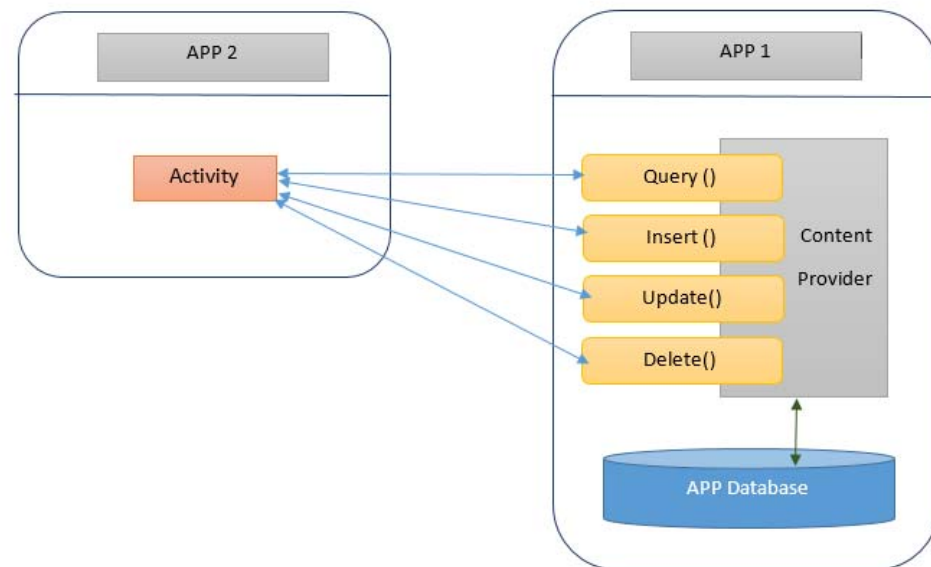 APP 2
APP 1
Activity
Query ()
Insert ()
Update()
Delete()
Content
Provider
APP Database